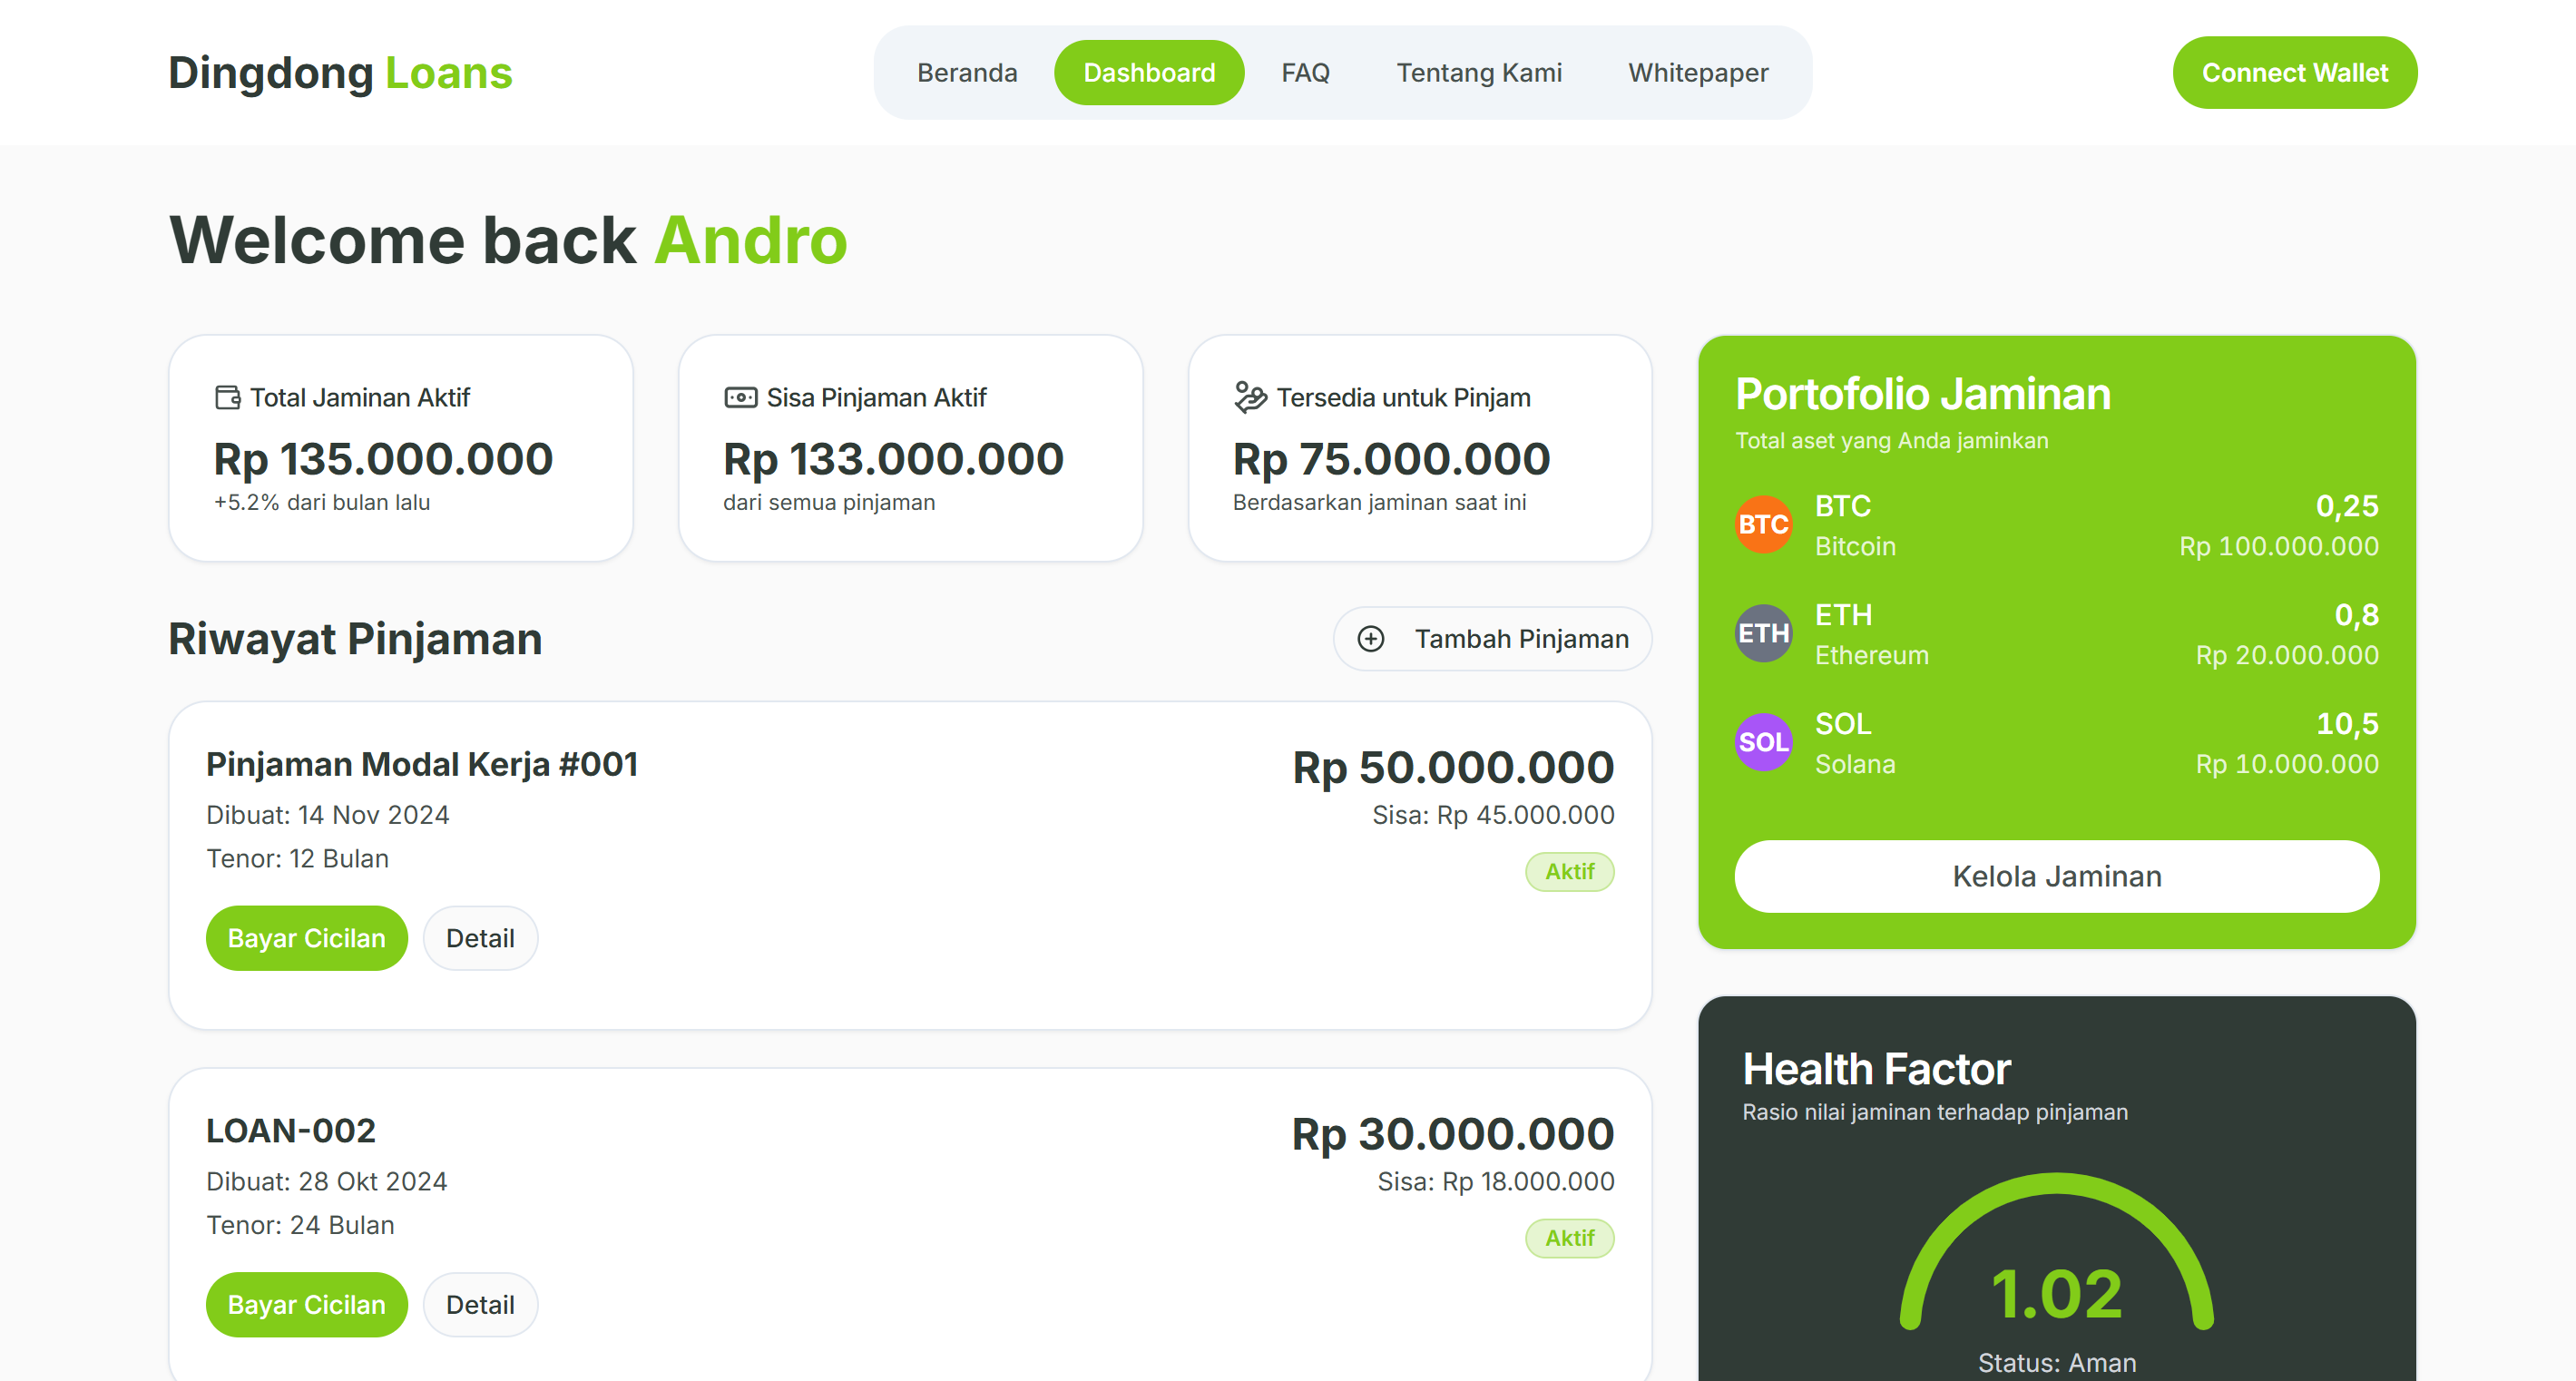 Dingdong Loans
Beranda
Dashboard
FAQ
Tentang Kami
Whitepaper
Connect Wallet
Welcome back Andro
Total Jaminan Aktif
Rp 135.000.000
+5.2% dari bulan lalu
Sisa Pinjaman Aktif
Rp 133.000.000
dari semua pinjaman
Tersedia untuk Pinjam
Rp 75.000.000
Berdasarkan jaminan saat ini
Riwayat Pinjaman
Tambah Pinjaman
Pinjaman Modal Kerja #001
Rp 50.000.000
Dibuat: 14 Nov 2024
Sisa: Rp 45.000.000
Tenor: 12 Bulan
Aktif
Bayar Cicilan
Detail
LOAN-002
Rp 30.000.000
Dibuat: 28 Okt 2024
Sisa: Rp 18.000.000
Tenor: 24 Bulan
Aktif
Bayar Cicilan
Detail
Portofolio Jaminan
Total aset yang Anda jaminkan
BTC
BTC
0,25
Bitcoin
Rp 100.000.000
ETH
ETH
0,8
Ethereum
Rp 20.000.000
SOL
SOL
10,5
Solana
Rp 10.000.000
Kelola Jaminan
Health Factor
Rasio nilai jaminan terhadap pinjaman
1.02
Status: Aman